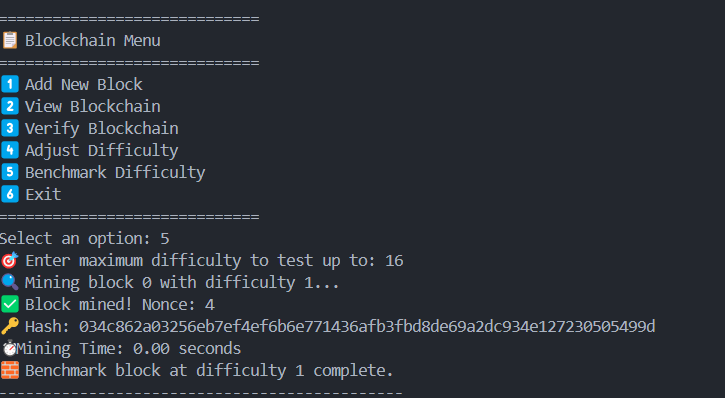 =============================
📋 Blockchain Menu
=============================
1️⃣ Add New Block
2️⃣ View Blockchain
3️⃣ Verify Blockchain
4️⃣ Adjust Difficulty
5️⃣ Benchmark Difficulty
6️⃣ Exit
=============================
Select an option: 5
🎯 Enter maximum difficulty to test up to: 16
🔍 Mining block 0 with difficulty 1...
✅ Block mined! Nonce: 4
🔑 Hash: 034c862a03256eb7ef4ef6b6e771436afb3fbd8de69a2dc934e127230505499d
⏱️Mining Time: 0.00 seconds
🧱 Benchmark block at difficulty 1 complete.
---------------------------------------------